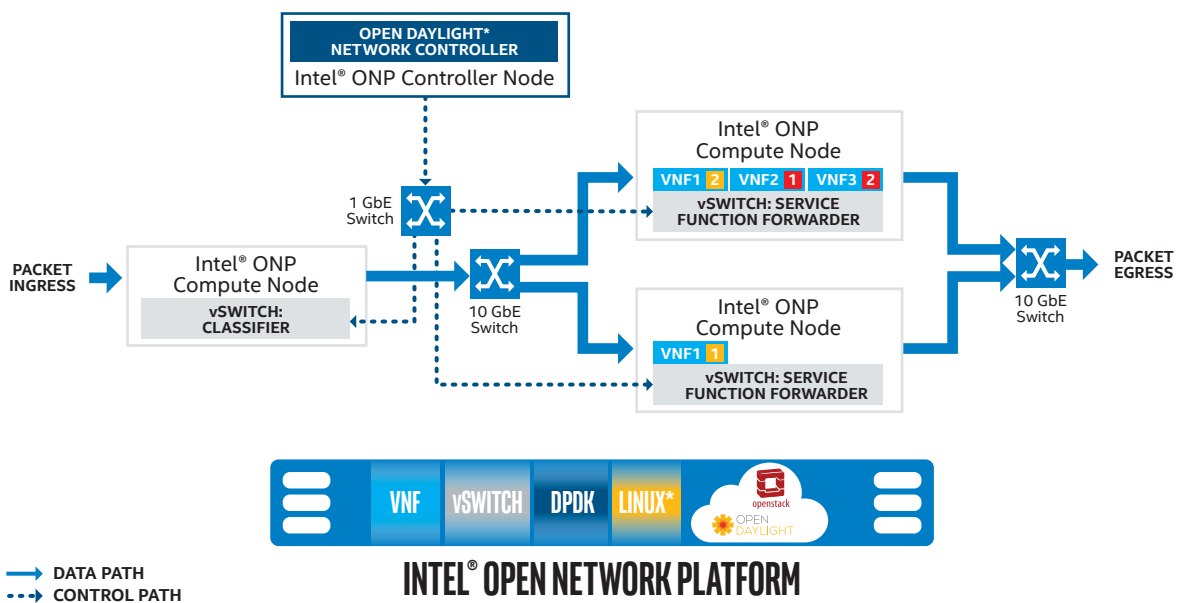 OPEN DAYLIGHT*
NETWORK CONTROLLER
Intel® ONP Controller Node
1 GbE
Switch
Intel® ONP
Compute Node
VNF1 2 VNF2 1 VNF3 2
vSWITCH: SERVICE
FUNCTION FORWARDER
PACKET
INGRESS
Intel® ONP
Compute Node
vSWITCH:
CLASSIFIER
10 GbE
Switch
Intel® ONP
Compute Node
VNF1 1
vSWITCH: SERVICE
FUNCTION FORWARDER
10 GbE
Switch
PACKET
EGRESS
VNF vSWITCH DPDK LINUX*
openstack
OPEN
DAYLIGHT
INTEL® OPEN NETWORK PLATFORM
DATA PATH
CONTROL PATH